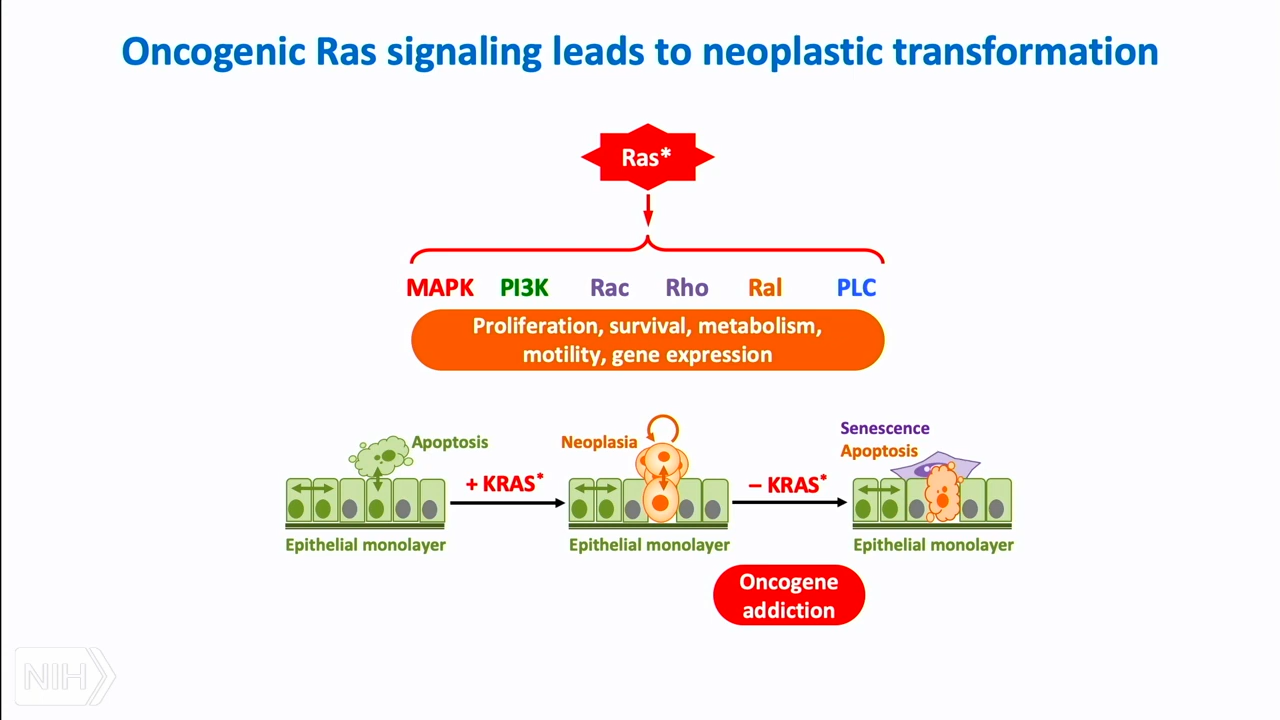 Oncogenic Ras signaling leads to neoplastic transformation
Ras*
MAPK PI3K Rac Rho Ral PLC
Proliferation, survival, metabolism,
motility, gene expression
Apoptosis
+ KRAS*
Neoplasia
– KRAS*
Senescence
Apoptosis
Epithelial monolayer
Epithelial monolayer
Epithelial monolayer
Oncogene
addiction
NIH